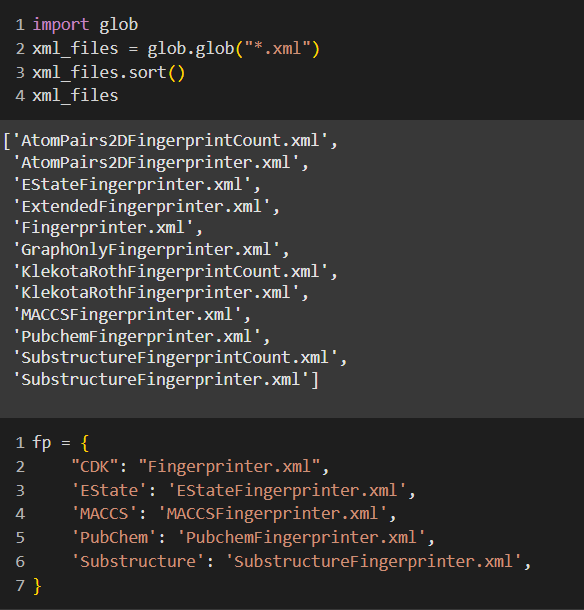 1 import glob
2 xml_files = glob.glob("*.xml")
3 xml_files.sort()
4 xml_files
['AtomPairs2DFingerprintCount.xml',
 'AtomPairs2DFingerprinter.xml',
 'EStateFingerprinter.xml',
 'ExtendedFingerprinter.xml',
 'Fingerprinter.xml',
 'GraphOnlyFingerprinter.xml',
 'KlekotaRothFingerprintCount.xml',
 'KlekotaRothFingerprinter.xml',
 'MACCSFingerprinter.xml',
 'PubchemFingerprinter.xml',
 'SubstructureFingerprintCount.xml',
 'SubstructureFingerprinter.xml']
1 fp = {
2     "CDK": "Fingerprinter.xml",
3     'EState': 'EStateFingerprinter.xml',
4     'MACCS': 'MACCSFingerprinter.xml',
5     'PubChem': 'PubchemFingerprinter.xml',
6     'Substructure': 'SubstructureFingerprinter.xml',
7 }